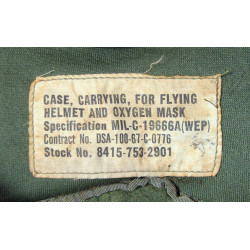 CASE, CARRYING, FOR FLYING
HELMET AND OXYGEN MASK
Specification MIL-C-19666A(WEP)
Contract No. DSA-100-67-C-0776
Stock No. 8415-753-2901